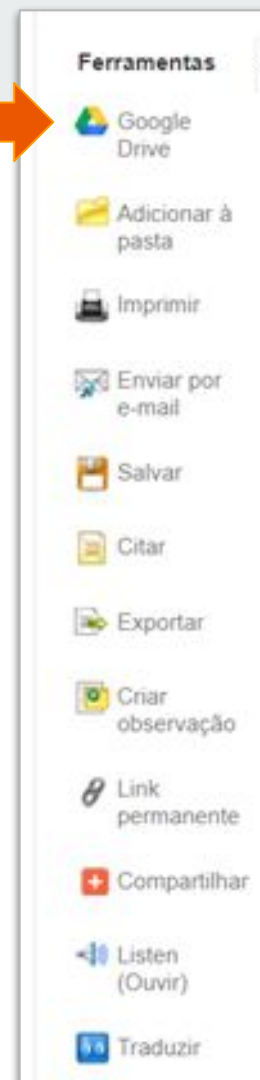 Ferramentas
Google
Drive
Adicionar à
pasta
Imprimir
Enviar por
e-mail
Salvar
Citar
Exportar
Criar
observação
Link
permanente
Compartilhar
Listen
(Ouvir)
Traduzir